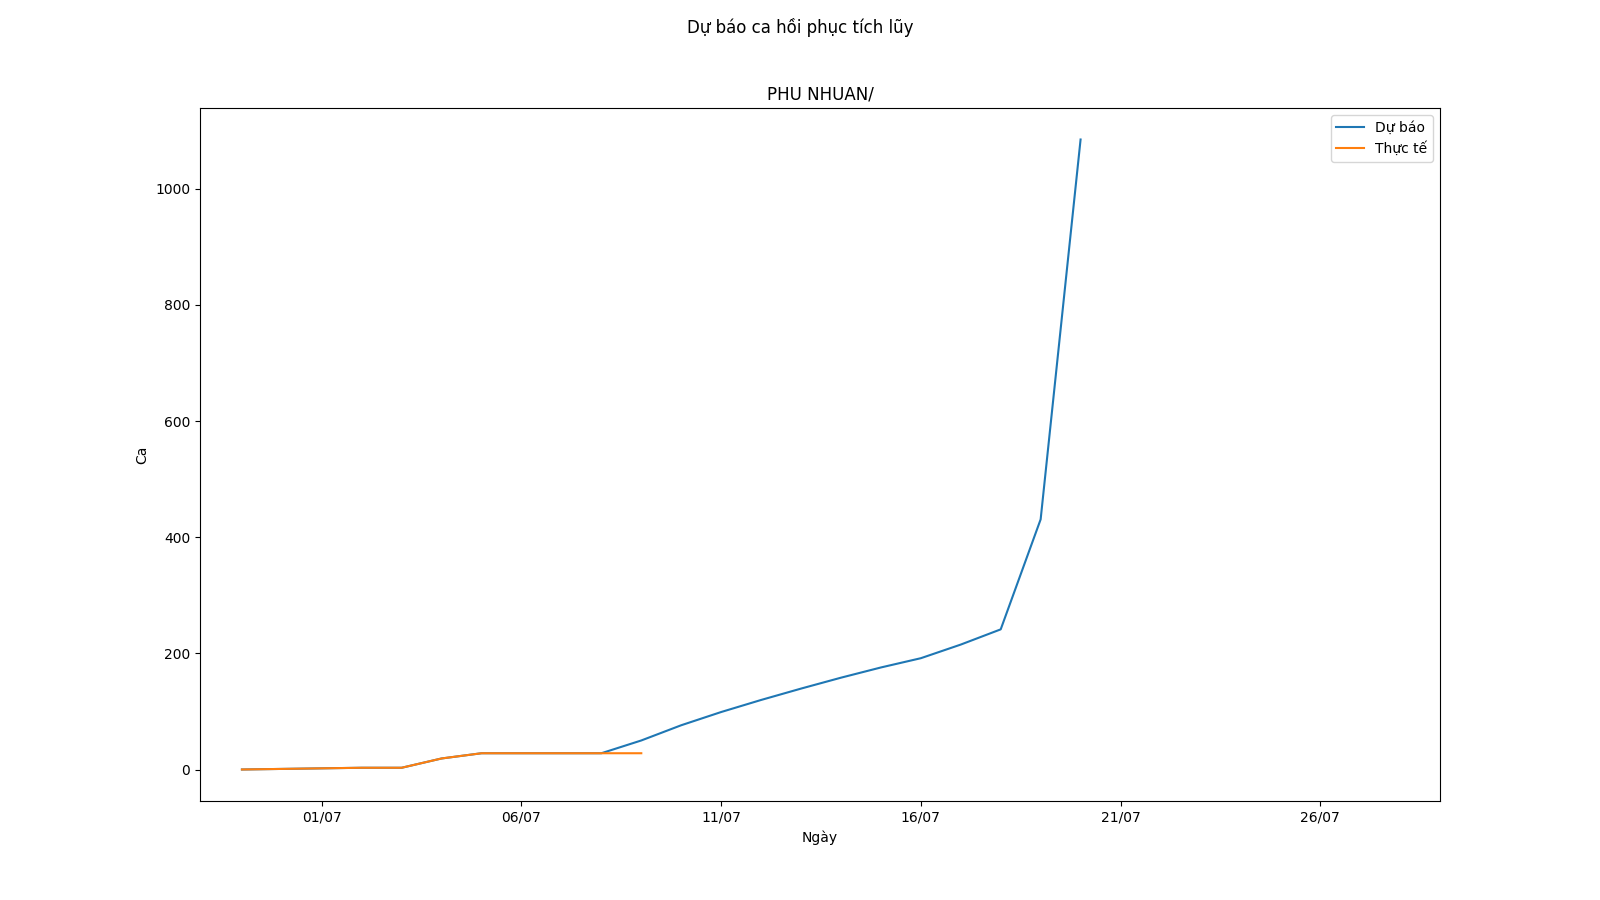 Dự báo ca hồi phục tích lũy
PHU NHUAN/
Dự báo
Thực tế
1000
800
600
400
200
0
Ca
01/07
06/07
11/07
16/07
21/07
26/07
Ngày